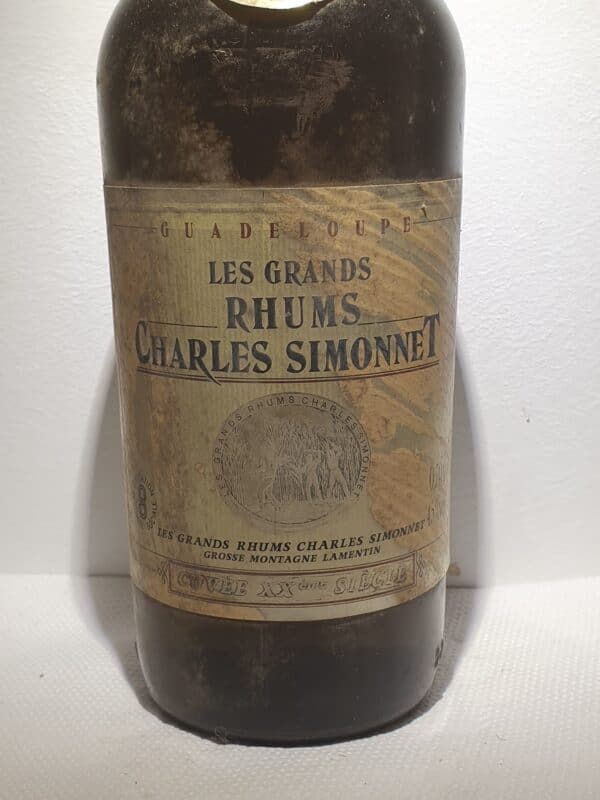 GUADELOUPE
LES GRANDS
RHUMS
CHARLES SIMONNET
LES GRANDS RHUMS CHARLES SIMONNET
LES GRANDS RHUMS CHARLES SIMONNET
GROSSE MONTAGNE LAMENTIN
CUVÉE XXème SIÈCLE